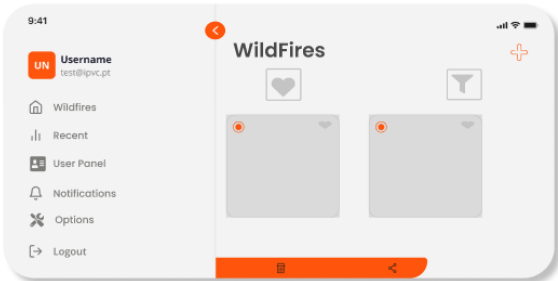 9:41
UN
Username
test@ipvc.pt
Wildfires
Recent
User Panel
Notifications
Options
Logout
WildFires